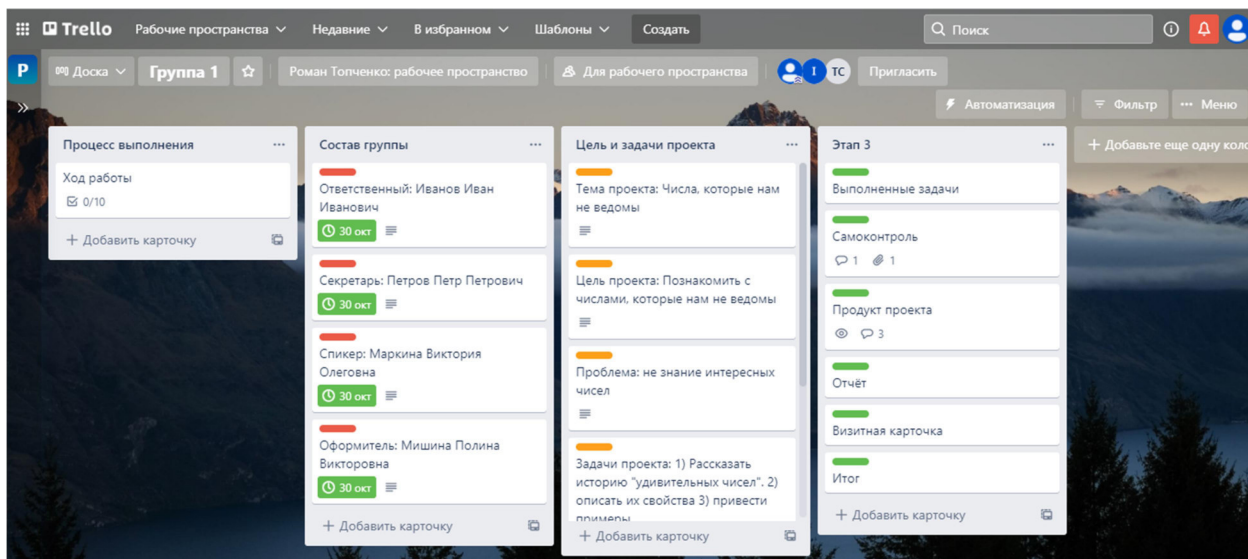 Trello Рабочие пространства Недавние В избранном Шаблоны Создать Поиск
P Доска Группа 1 Роман Топченко: рабочее пространство Для рабочего пространства I TC Пригласить
Автоматизация Фильтр ... Меню
Процесс выполнения ...
Ход работы
0/10
+ Добавить карточку
Состав группы ...
Ответственный: Иванов Иван
Иванович
30 окт
Секретарь: Петров Петр Петрович
30 окт
Спикер: Маркина Виктория
Олеговна
30 окт
Оформитель: Мишина Полина
Викторовна
30 окт
+ Добавить карточку
Цель и задачи проекта ...
Тема проекта: Числа, которые нам
не ведомы
Цель проекта: Познакомить с
числами, которые нам не ведомы
Проблема: не знание интересных
чисел
Задачи проекта: 1) Рассказать
историю "удивительных чисел". 2)
описать их свойства 3) привести
примеры
+ Добавить карточку
Этап 3 ...
Выполненные задачи
Самоконтроль
1 1
Продукт проекта
3
Отчёт
Визитная карточка
Итог
+ Добавить карточку
+ Добавьте еще одну коло